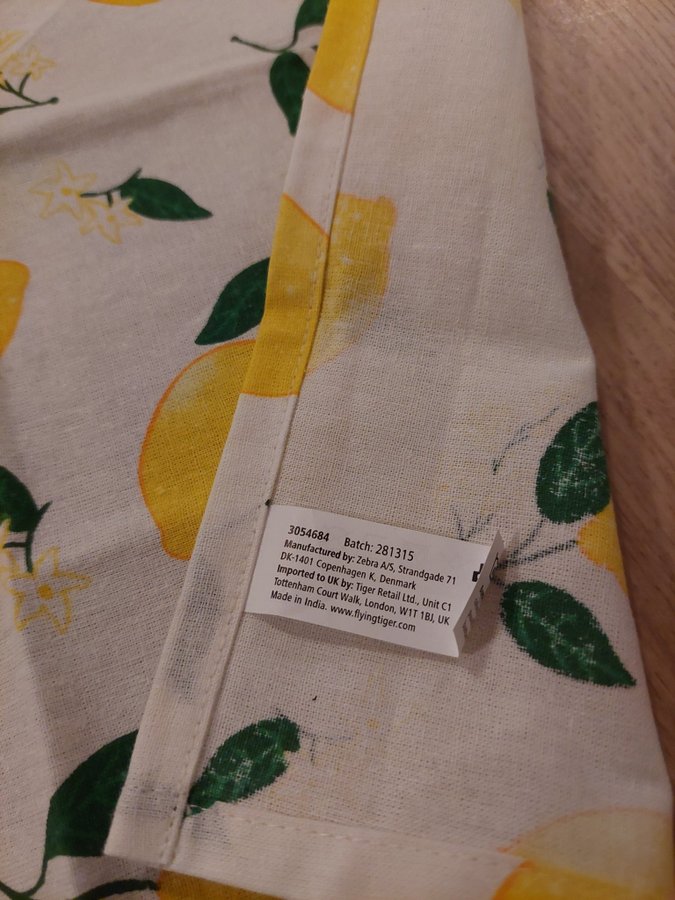 3054684 Batch: 281315
Manufactured by: Zebra A/S, Strandgade 71
DK-1401 Copenhagen K, Denmark
Imported to UK by: Tiger Retail Ltd., Unit C1
Tottenham Court Walk, London, W1T 1BJ, UK
Made in India. www.flyingtiger.com